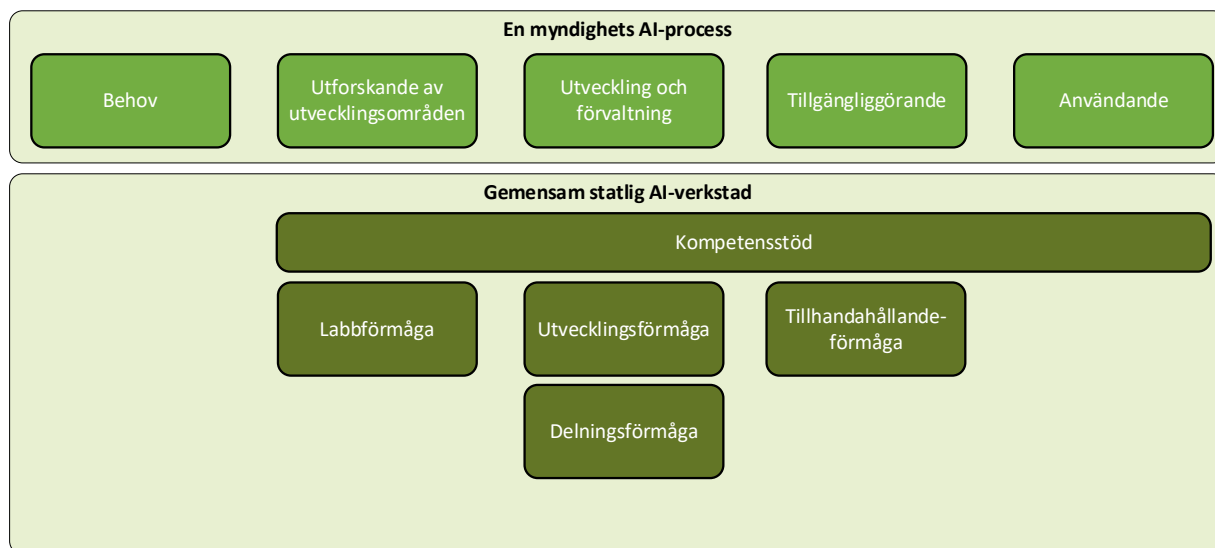 En myndighets AI-process
Behov
Utforskande av
utvecklingsområden
Utveckling och
förvaltning
Tillgängliggörande
Användande
Gemensam statlig AI-verkstad
Kompetensstöd
Labbförmåga
Utvecklingsförmåga
Tillhandahållande-
förmåga
Delningsförmåga